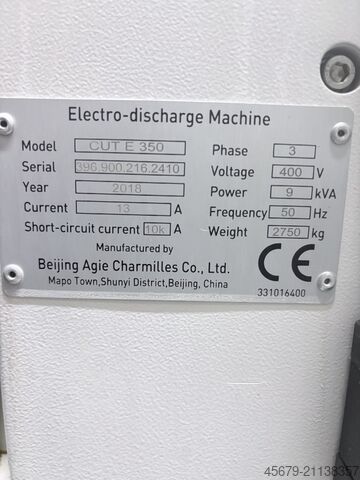 Electro-discharge Machine
Model CUT E 350
Serial 396.900.216.2410
Year 2018
Current 13 A
Short-circuit current 10k A
Phase 3
Voltage 400 V
Power 9 kVA
Frequency 50 Hz
Weight 2750 kg
Manufactured by
Beijing Agie Charmilles Co., Ltd.
Mapo Town,Shunyi District,Beijing, China
CE
331016400
45679-21138357